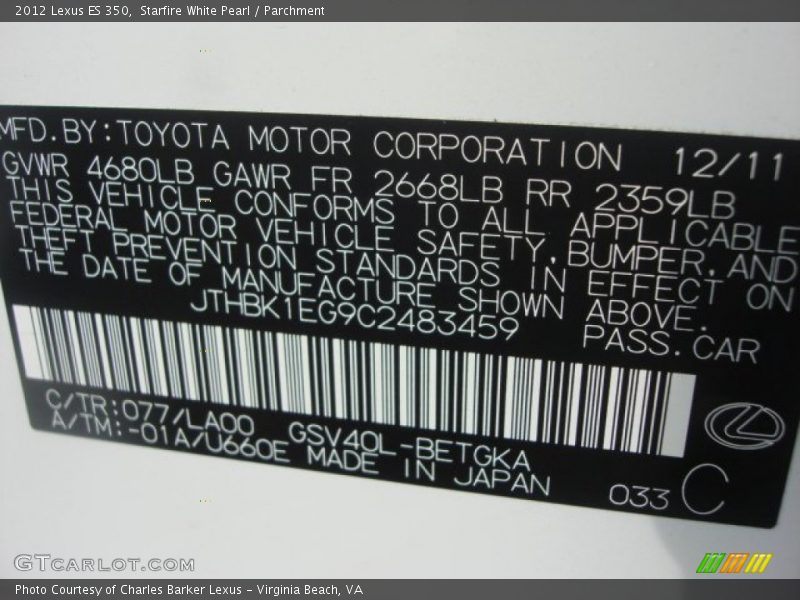 2012 Lexus ES 350, Starfire White Pearl / Parchment
MFD.BY:TOYOTA MOTOR CORPORATION 12/11
GVWR 4680LB GAWR FR 2668LB RR 2359LB
THIS VEHICLE CONFORMS TO ALL APPLICABLE
FEDERAL MOTOR VEHICLE SAFETY,BUMPER,AND
THEFT PREVENTION STANDARDS IN EFFECT ON
THE DATE OF MANUFACTURE SHOWN ABOVE.
JTHBK1EG9C2483459 PASS.CAR
C/TR:077/LA00 GSV40L-BETGKA
A/TM:-01A/U660E MADE IN JAPAN
033 C
GTCARLOT.COM
Photo Courtesy of Charles Barker Lexus - Virginia Beach, VA